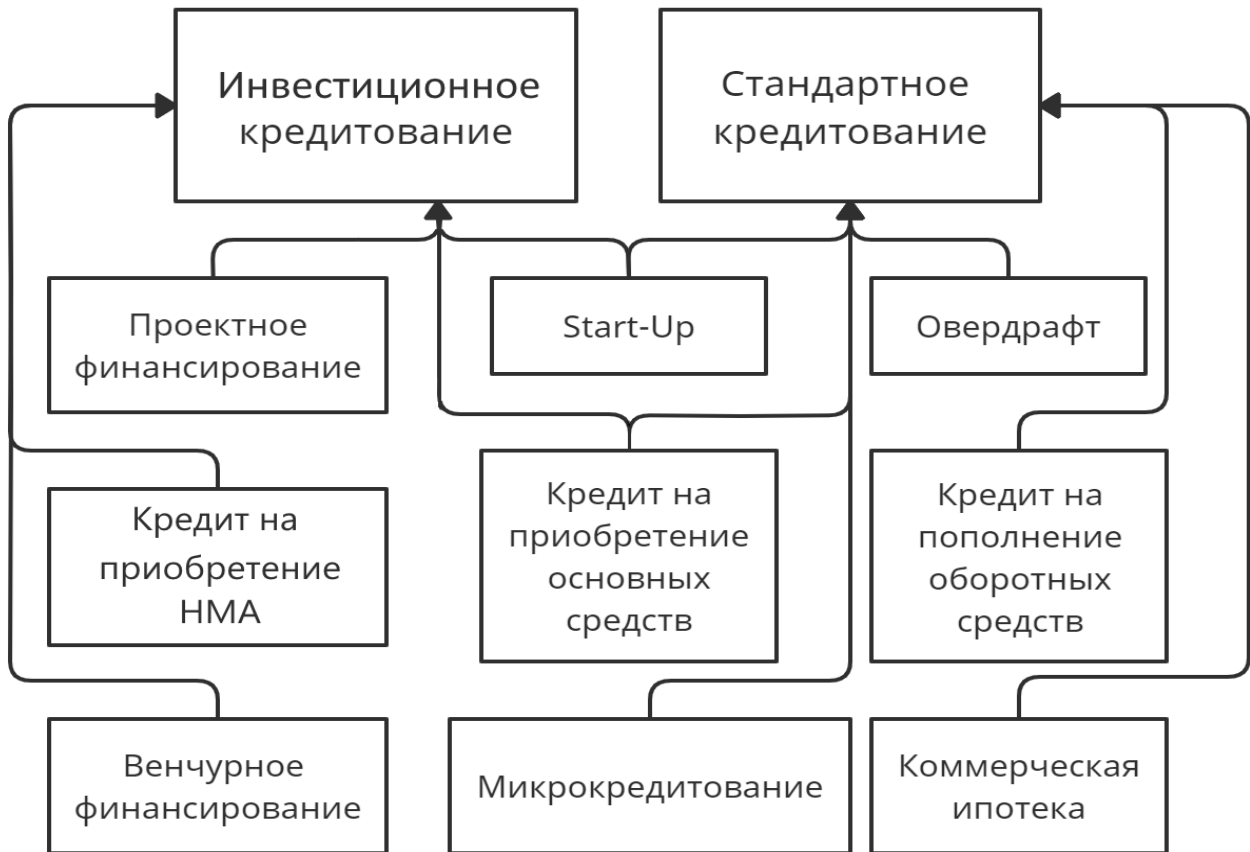 Инвестиционное
кредитование
Стандартное
кредитование
Проектное
финансирование
Start-Up
Овердрафт
Кредит на
приобретение
НМА
Кредит на
приобретение
основных
средств
Кредит на
пополнение
оборотных
средств
Венчурное
финансирование
Микрокредитование
Коммерческая
ипотека